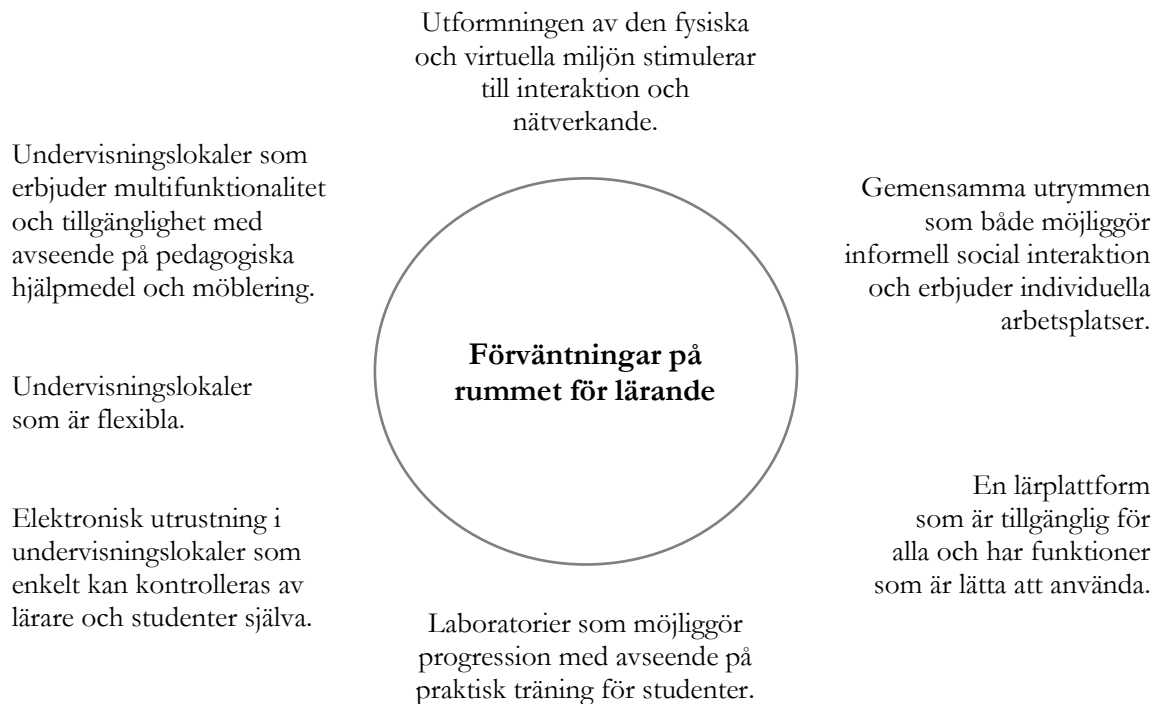 Utformningen av den fysiska
och virtuella miljön stimulerar
till interaktion och
nätverkande.
Undervisningslokaler som
erbjuder multifunktionalitet
och tillgänglighet med
avseende på pedagogiska
hjälpmedel och möblering.
Gemensamma utrymmen
som både möjliggör
informell social interaktion
och erbjuder individuella
arbetsplatser.
Förväntningar på
rummet för lärande
Undervisningslokaler
som är flexibla.
En lärplattform
som är tillgänglig för
alla och har funktioner
som är lätta att använda.
Elektronisk utrustning i
undervisningslokaler som
enkelt kan kontrolleras av
lärare och studenter själva.
Laboratorier som möjliggör
progression med avseende på
praktisk träning för studenter.